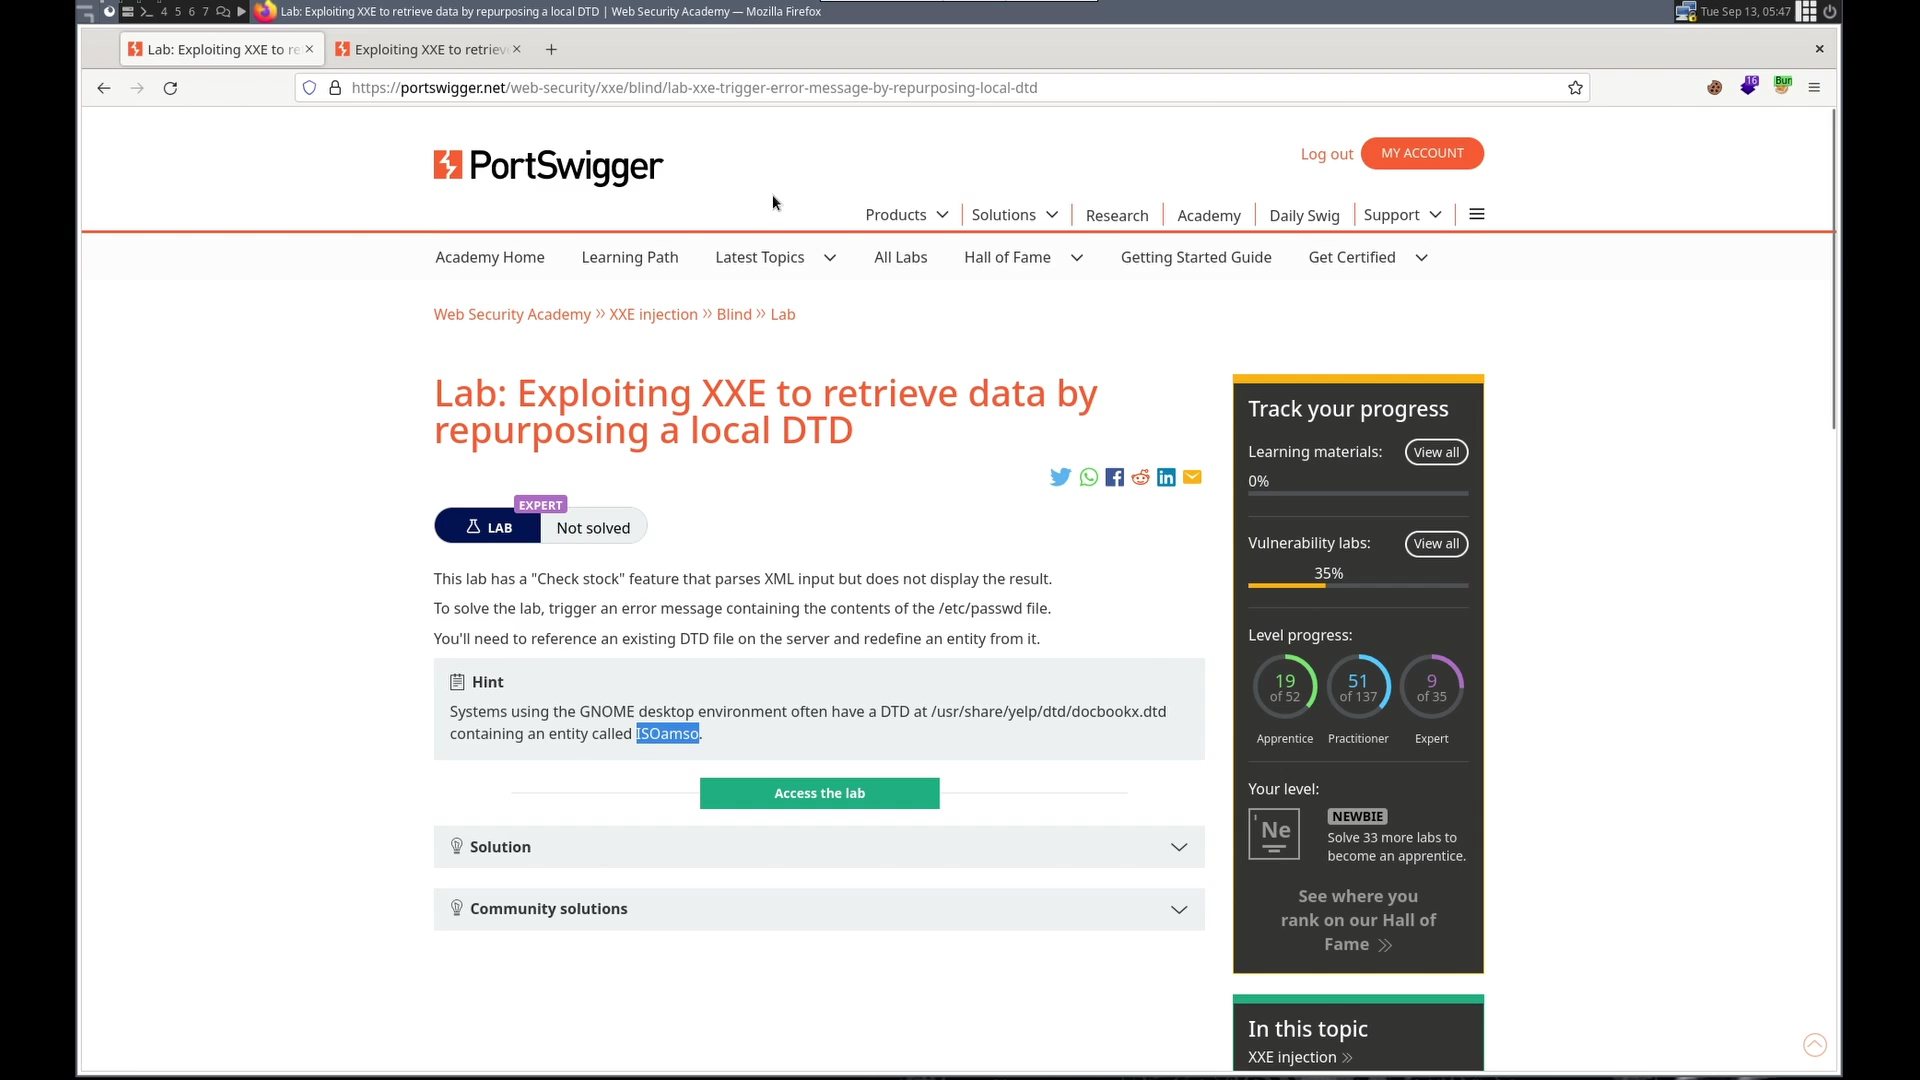 4 5 6 7
Lab: Exploiting XXE to retrieve data by repurposing a local DTD | Web Security Academy — Mozilla Firefox
Tue Sep 13, 05:47
Lab: Exploiting XXE to re
Exploiting XXE to retriev
https://portswigger.net/web-security/xxe/blind/lab-xxe-trigger-error-message-by-repurposing-local-dtd
16
Bur
PortSwigger
Log out
MY ACCOUNT
Products
Solutions
Research
Academy
Daily Swig
Support
Academy Home
Learning Path
Latest Topics
All Labs
Hall of Fame
Getting Started Guide
Get Certified
Web Security Academy » XXE injection » Blind » Lab
Lab: Exploiting XXE to retrieve data by
repurposing a local DTD
EXPERT
LAB
Not solved
This lab has a "Check stock" feature that parses XML input but does not display the result.
To solve the lab, trigger an error message containing the contents of the /etc/passwd file.
You'll need to reference an existing DTD file on the server and redefine an entity from it.
Hint
Systems using the GNOME desktop environment often have a DTD at /usr/share/yelp/dtd/docbookx.dtd
containing an entity called ISOamso.
Access the lab
Solution
Community solutions
Track your progress
Learning materials:
View all
0%
Vulnerability labs:
View all
35%
Level progress:
19
of 52
51
of 137
9
of 35
Apprentice
Practitioner
Expert
Your level:
Ne
NEWBIE
Solve 33 more labs to
become an apprentice.
See where you
rank on our Hall of
Fame »
In this topic
XXE injection »